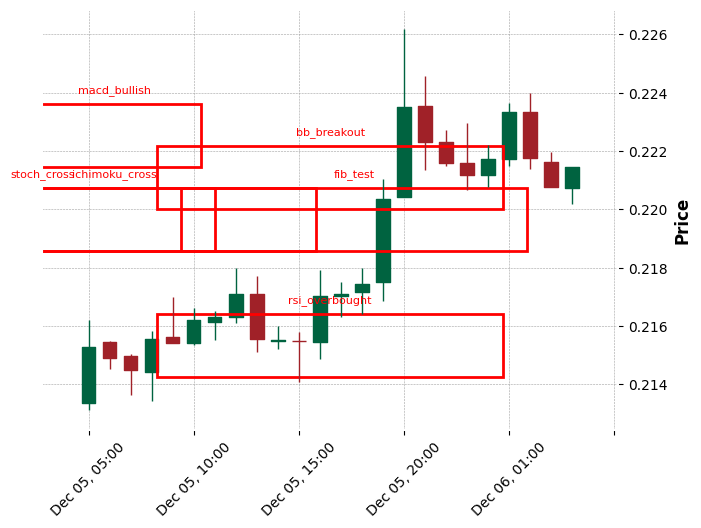 0.226
macd_bullish
0.224
bb_breakout
0.222
stoch_cross
ichimoku_cross
fib_test
0.220
Price
0.218
rsi_overbought
0.216
0.214
Dec 05, 05:00
Dec 05, 10:00
Dec 05, 15:00
Dec 05, 20:00
Dec 06, 01:00